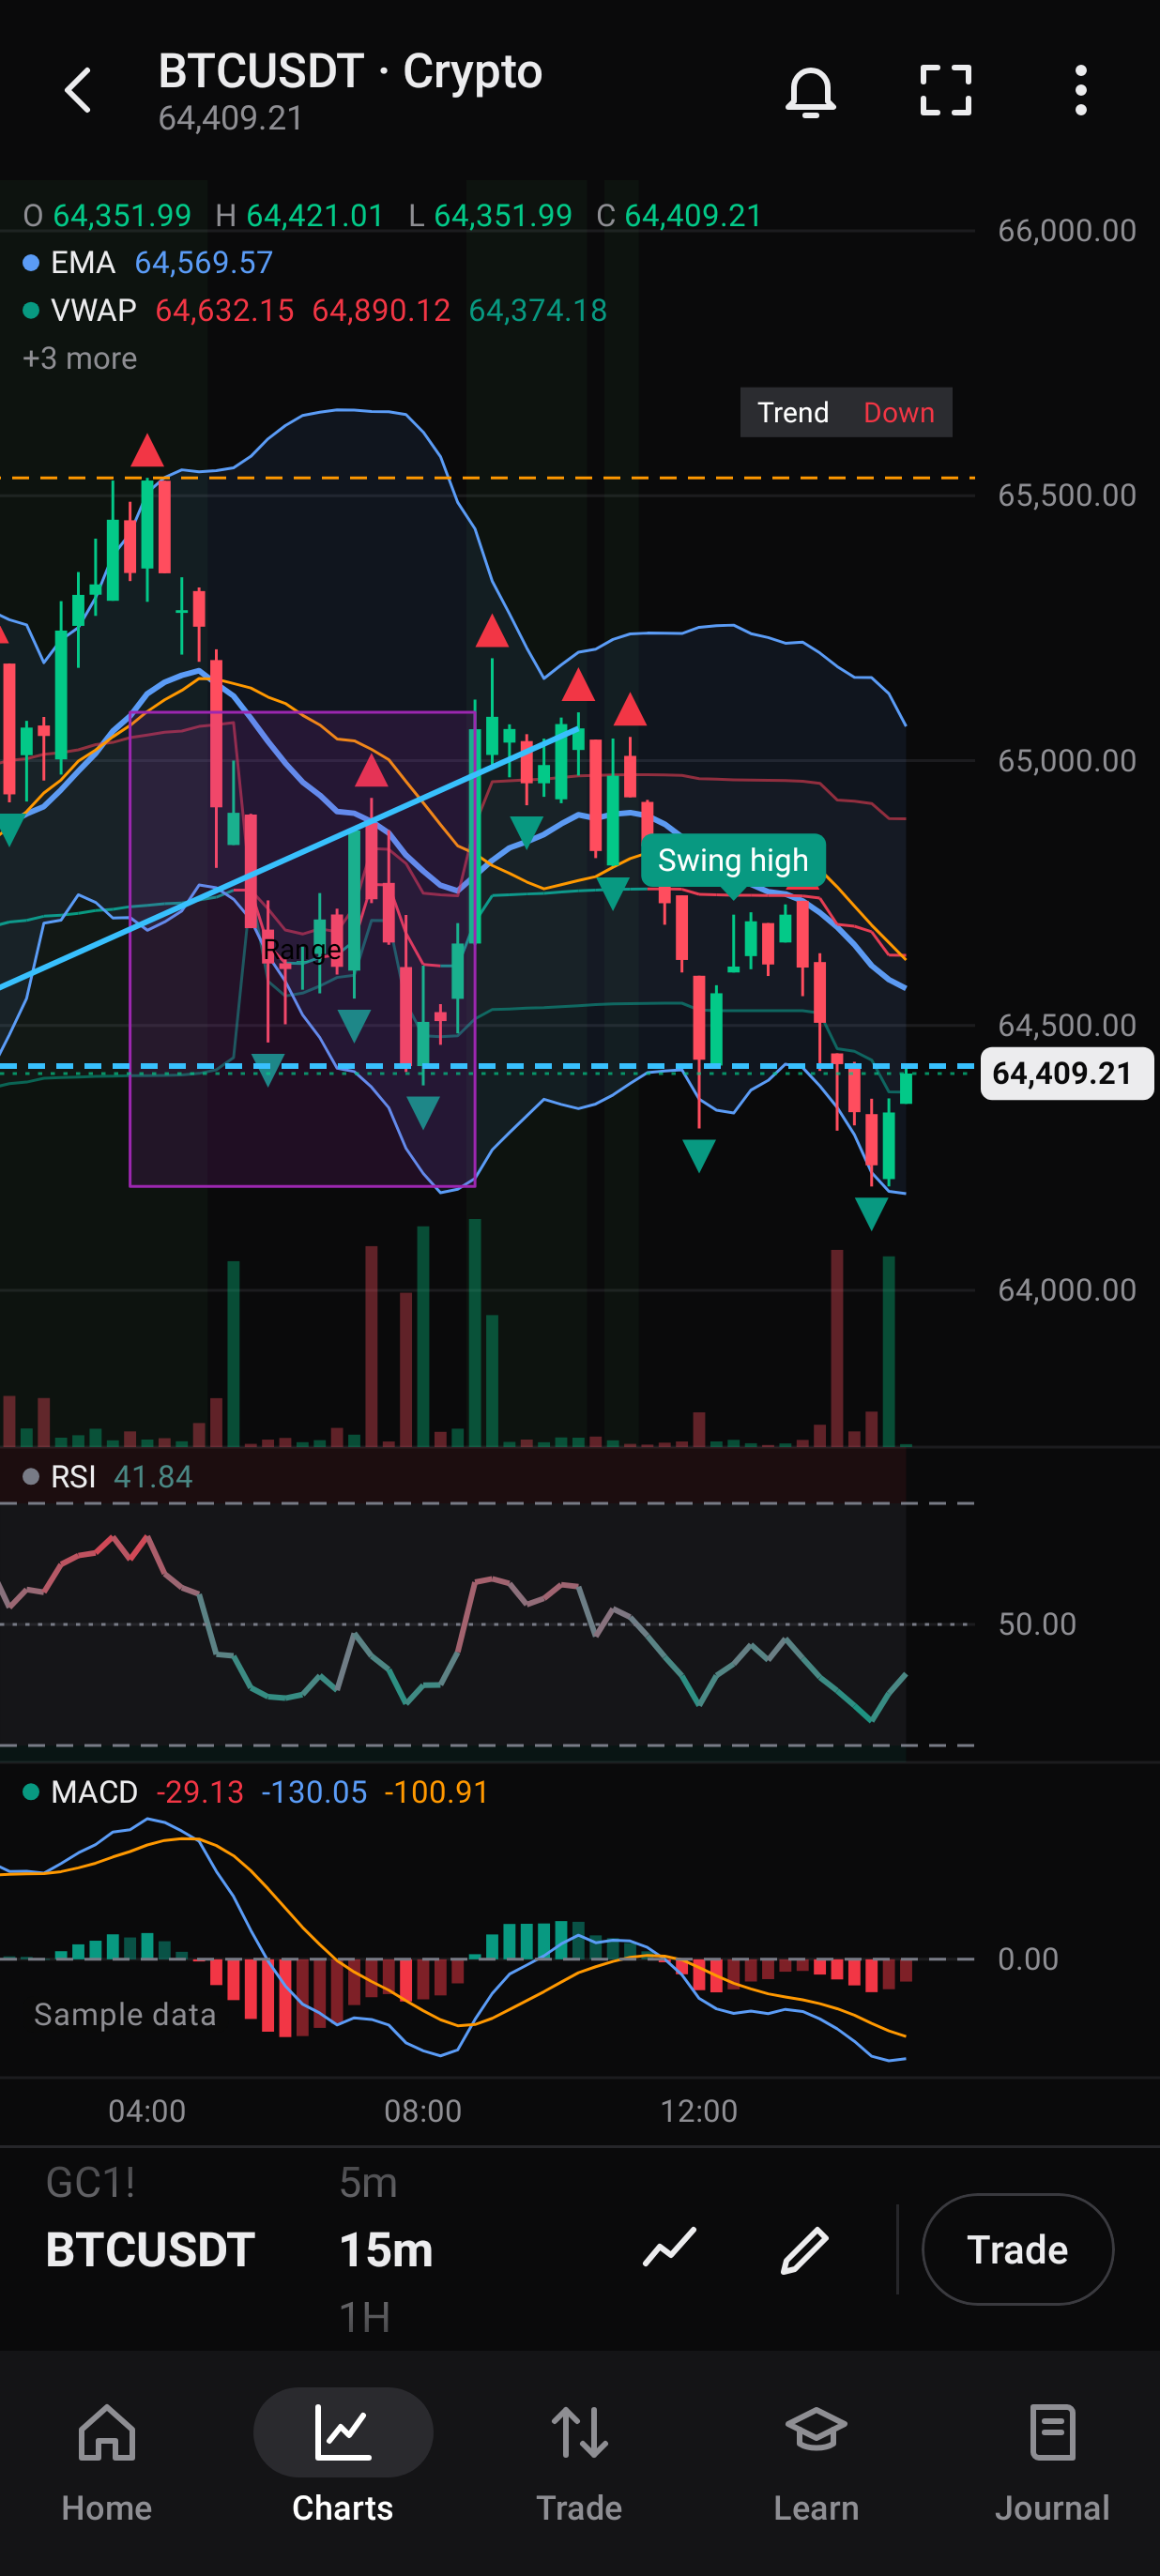 BTCUSDT · Crypto
64,409.21
O 64,351.99 H 64,421.01 L 64,351.99 C 64,409.21
66,000.00
EMA 64,569.57
VWAP 64,632.15 64,890.12 64,374.18
+3 more
Trend Down
65,500.00
65,000.00
Swing high
Range
64,500.00
64,409.21
64,000.00
RSI 41.84
50.00
MACD -29.13 -130.05 -100.91
0.00
Sample data
04:00 08:00 12:00
GC1! 5m
BTCUSDT 15m Trade
1H
Home Charts Trade Learn Journal